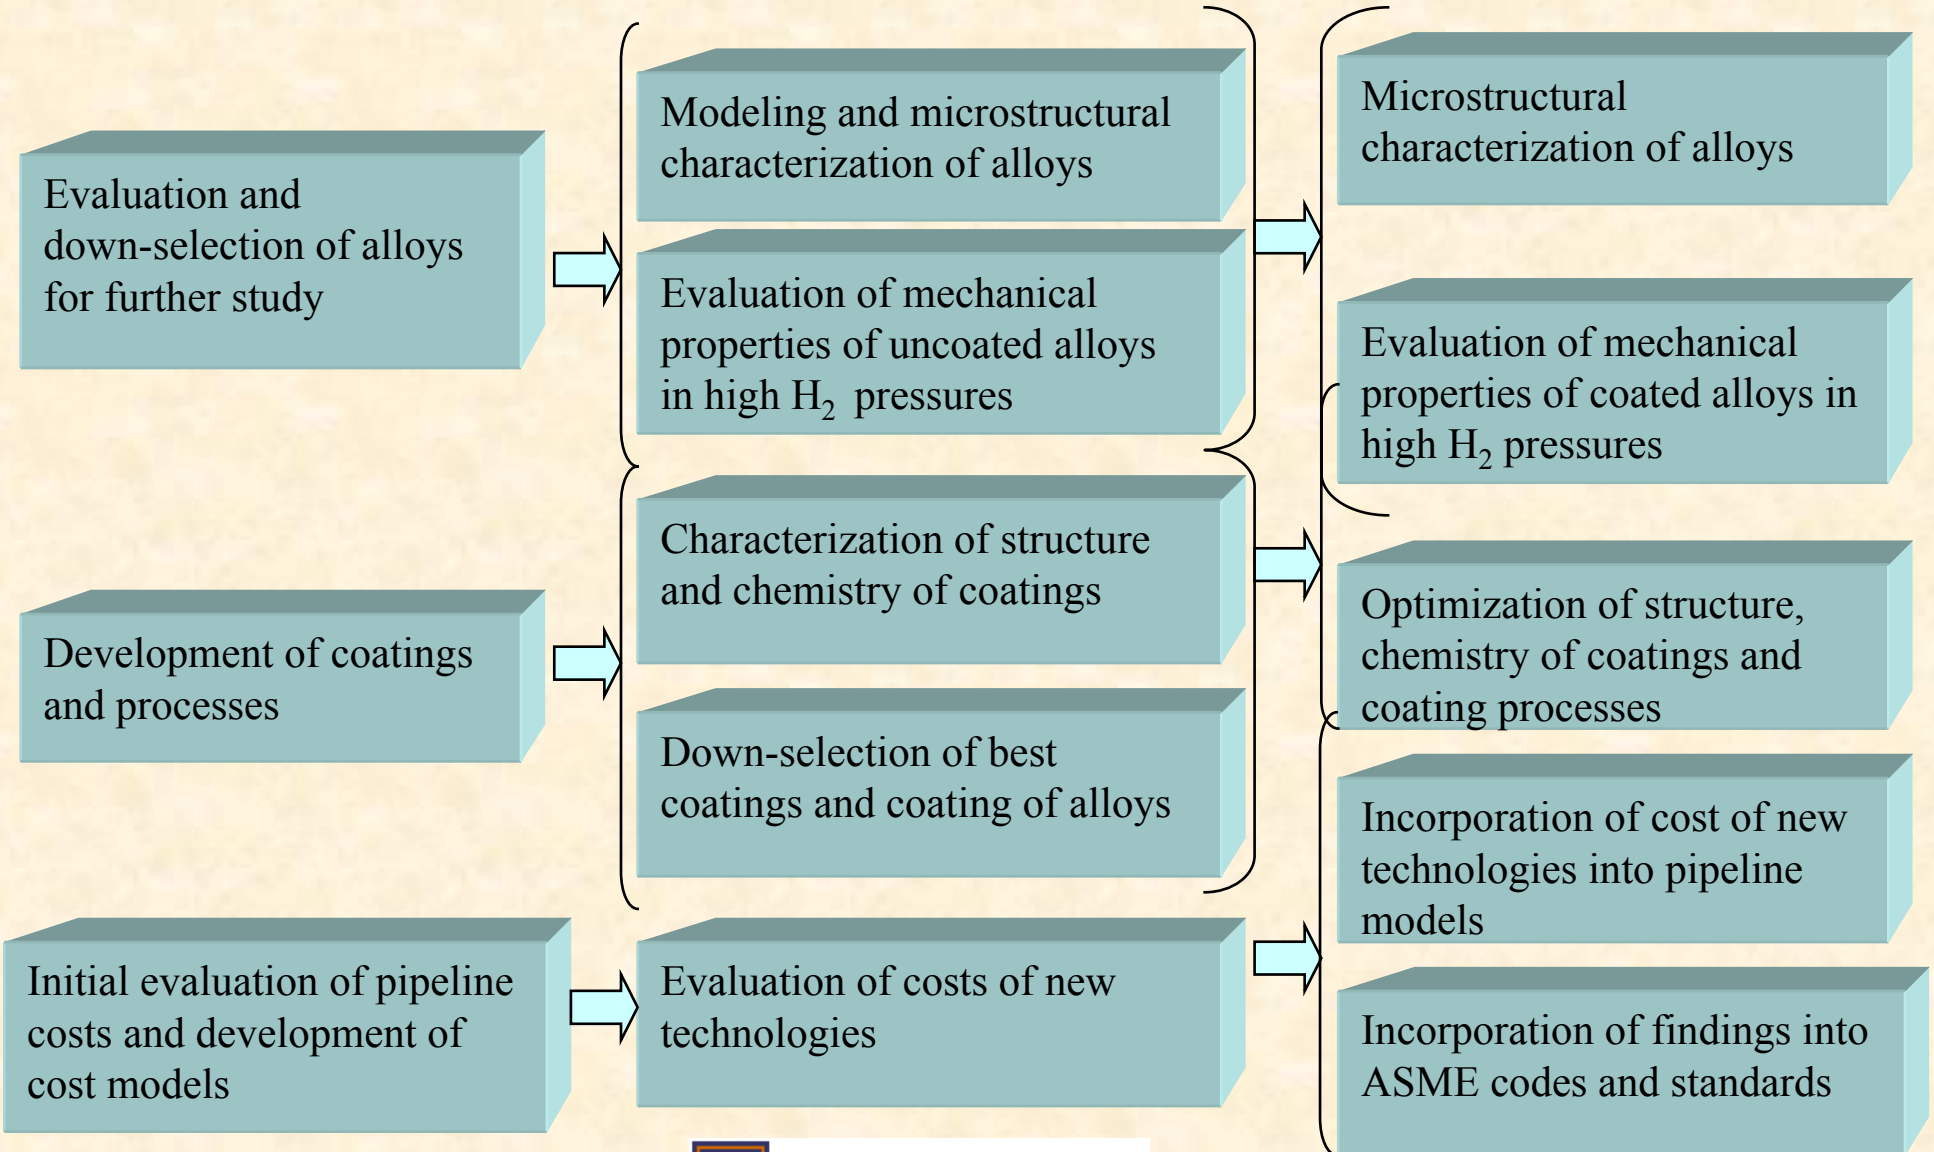 Evaluation and
down-selection of alloys
for further study
Development of coatings
and processes
Initial evaluation of pipeline
costs and development of
cost models
Modeling and microstructural
characterization of alloys
Evaluation of mechanical
properties of uncoated alloys
in high H₂ pressures
Characterization of structure
and chemistry of coatings
Down-selection of best
coatings and coating of alloys
Evaluation of costs of new
technologies
Microstructural
characterization of alloys
Evaluation of mechanical
properties of coated alloys in
high H₂ pressures
Optimization of structure,
chemistry of coatings and
coating processes
Incorporation of cost of new
technologies into pipeline
models
Incorporation of findings into
ASME codes and standards